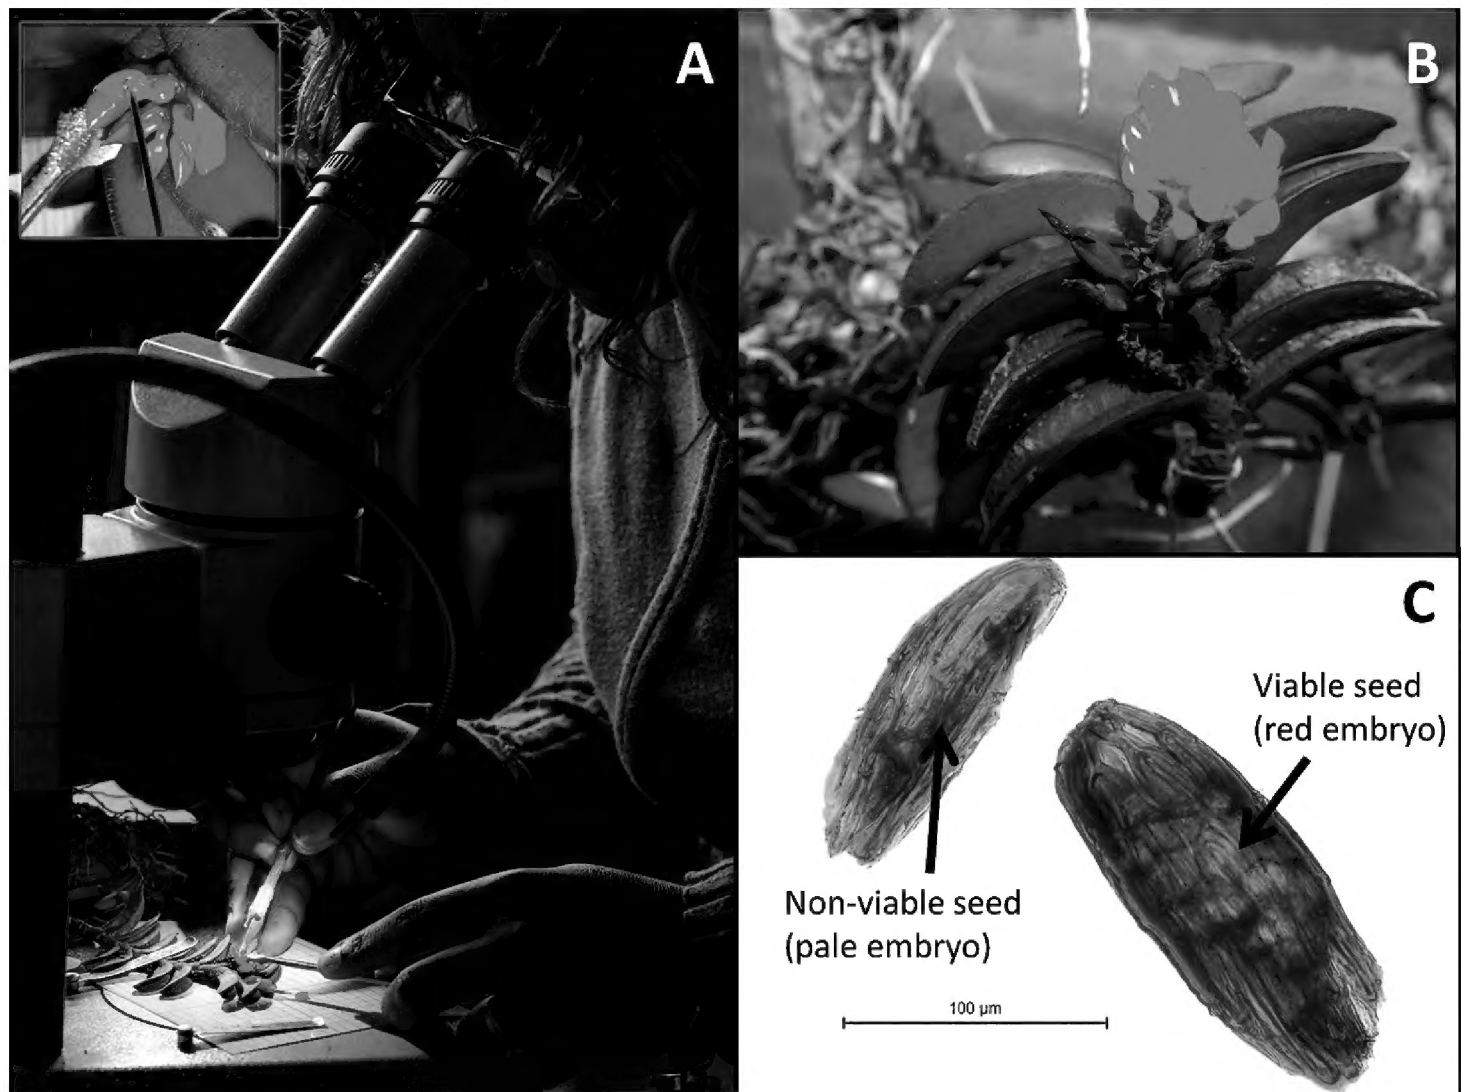 A
B
C
Viable seed
(red embryo)
Non-viable seed
(pale embryo)
100 µm